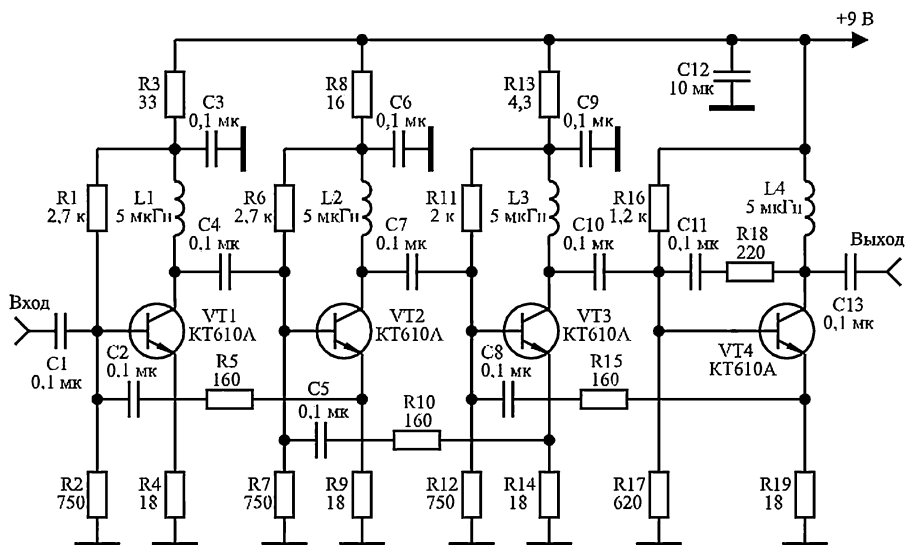 +9 В
R3
33
C3
0,1 мк
R8
16
C6
0,1 мк
R13
4,3
C9
0,1 мк
C12
10 мк
R1
2,7 к
L1
5 мкГн
C4
0,1 мк
R6
2,7 к
L2
5 мкГн
C7
0,1 мк
R11
2 к
L3
5 мкГн
C10
0,1 мк
R16
1,2 к
C11
0,1 мк
R18
220
L4
5 мкГн
Выход
C13
0,1 мк
Вход
C1
0,1 мк
VT1
КТ610А
VT2
КТ610А
VT3
КТ610А
VT4
КТ610А
C2
0,1 мк
R5
160
C5
0,1 мк
R10
160
C8
0,1 мк
R15
160
R2
750
R4
18
R7
750
R9
18
R12
750
R14
18
R17
620
R19
18